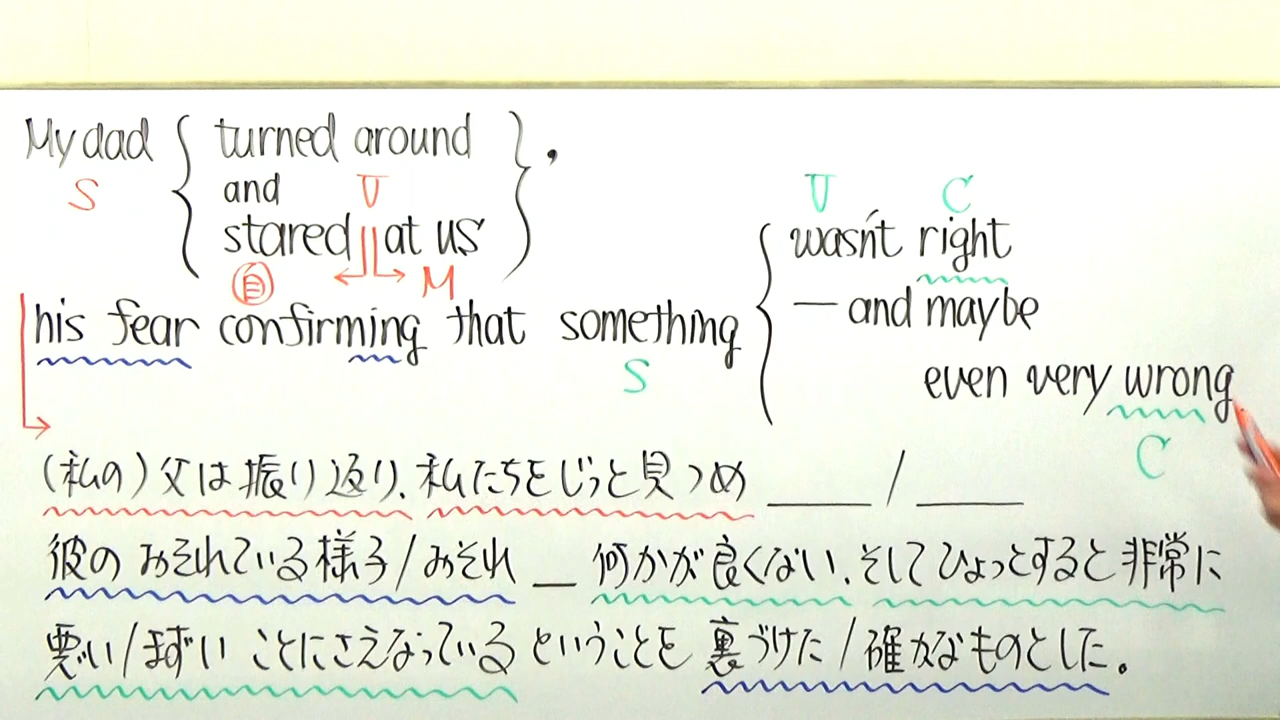 My dad { turned around } ,
S and V
stared at us
自 M
his fear confirming that something { wasn't right
S V C
— and maybe
even very wrong
C
(私の)父は振り返り、私たちをじっと見つめ ____ / ____
彼のおそれている様子/おそれ _ 何かが良くない、そしてひょっとすると非常に
悪い/まずいことにさえなっているということを裏づけた/確かなものとした。